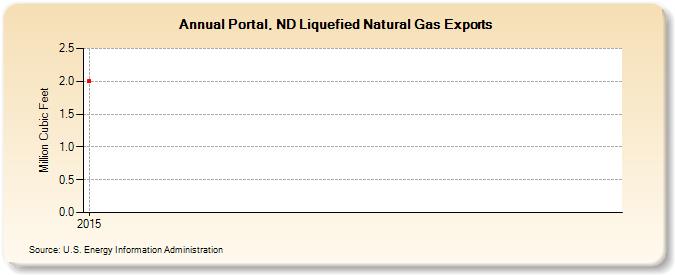 Annual Portal, ND Liquefied Natural Gas Exports
Million Cubic Feet
2.5
2.0
1.5
1.0
0.5
0.0
2015
Source: U.S. Energy Information Administration